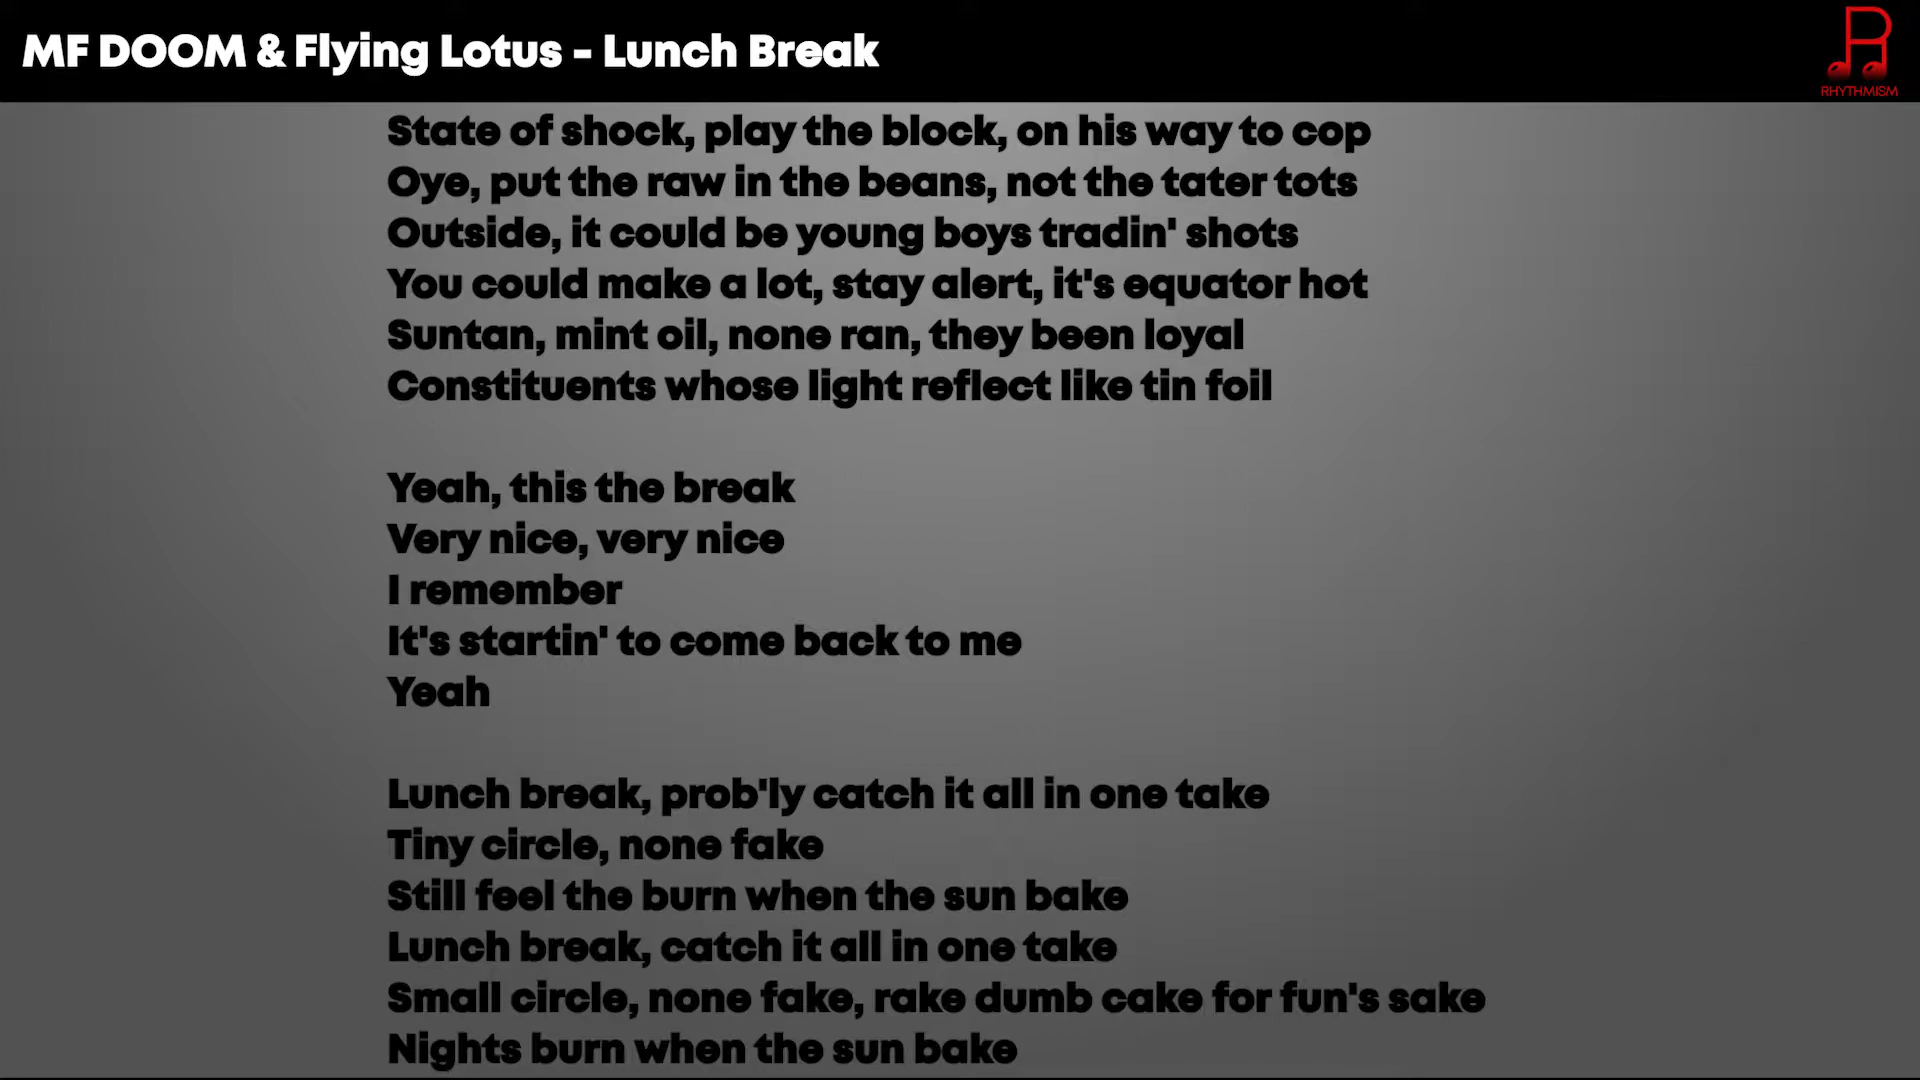 MF DOOM & Flying Lotus - Lunch Break
RHYTHMISM
State of shock, play the block, on his way to cop
Oye, put the raw in the beans, not the tater tots
Outside, it could be young boys tradin' shots
You could make a lot, stay alert, it's equator hot
Suntan, mint oil, none ran, they been loyal
Constituents whose light reflect like tin foil
Yeah, this the break
Very nice, very nice
I remember
It's startin' to come back to me
Yeah
Lunch break, prob'ly catch it all in one take
Tiny circle, none fake
Still feel the burn when the sun bake
Lunch break, catch it all in one take
Small circle, none fake, rake dumb cake for fun's sake
Nights burn when the sun bake